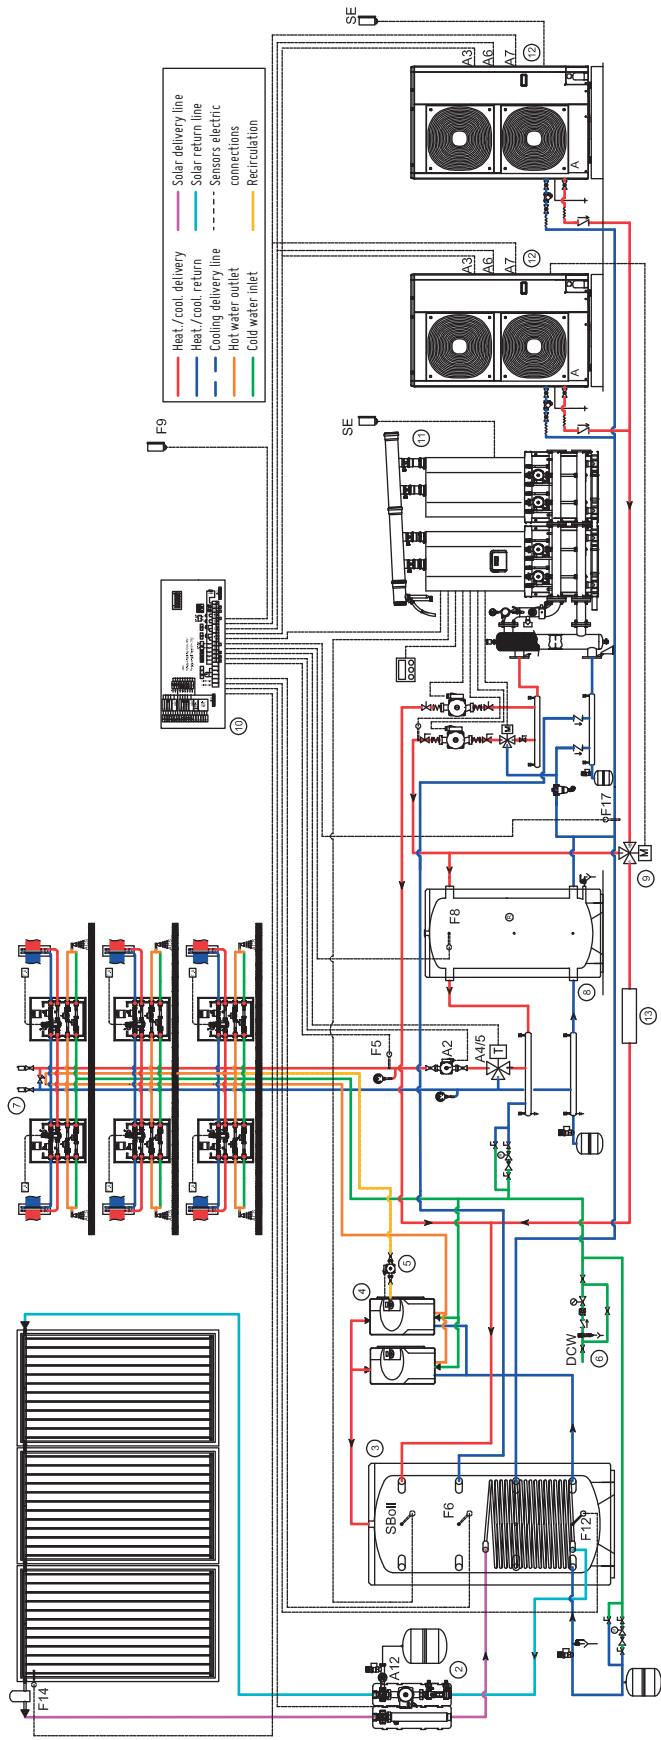 Heat./cool. delivery
Heat./cool. return
Cooling delivery line
Hot water outlet
Cold water inlet
Solar delivery line
Solar return line
Sensors electric
connections
Recirculation
SE
A3
A6
A7
12
A
A3
A6
A7
12
A
F9
SE
11
10
M
F17
M
9
F8
8
13
7
F5
A2
T
A4/5
4
5
DCW
6
3
SBoll
F6
F12
F14
A12
2